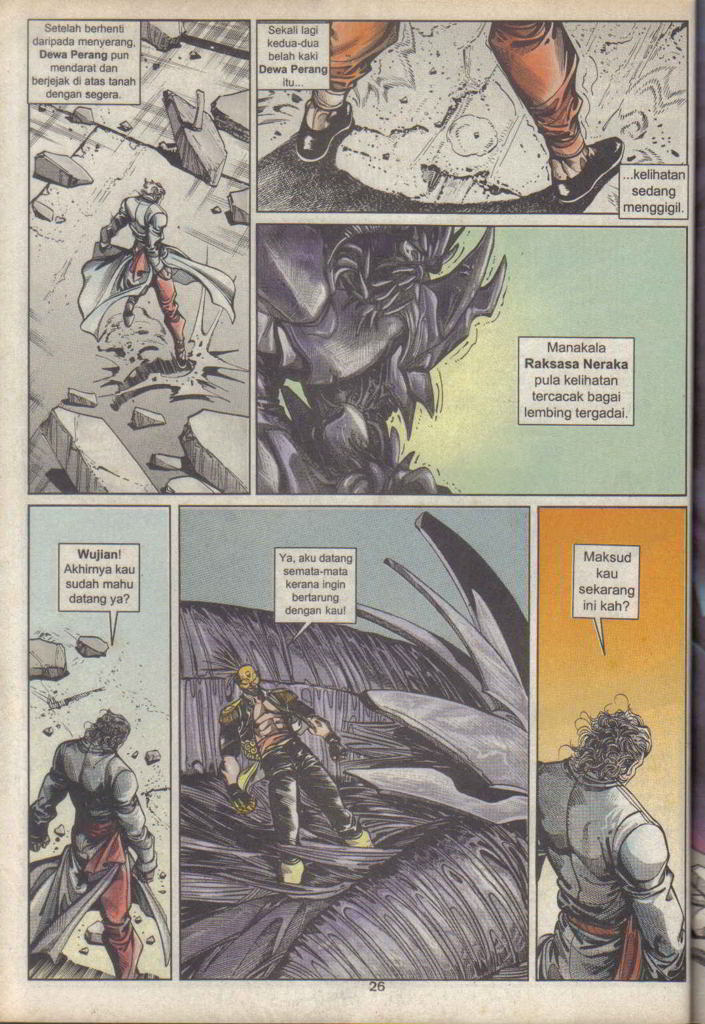 Setelah berhenti
daripada menyerang,
Dewa Perang pun
mendarat dan
berjejak di atas tanah
dengan segera.
Sekali lagi
kedua-dua
belah kaki
Dewa Perang
itu...
...kelihatan
sedang
menggigil.
Manakala
Raksasa Neraka
pula kelihatan
tercacak bagai
lembing tergadai.
Wujian!
Akhirnya kau
sudah mahu
datang ya?
Ya, aku datang
semata-mata
kerana ingin
bertarung
dengan kau!
Maksud
kau
sekarang
ini kah?
26